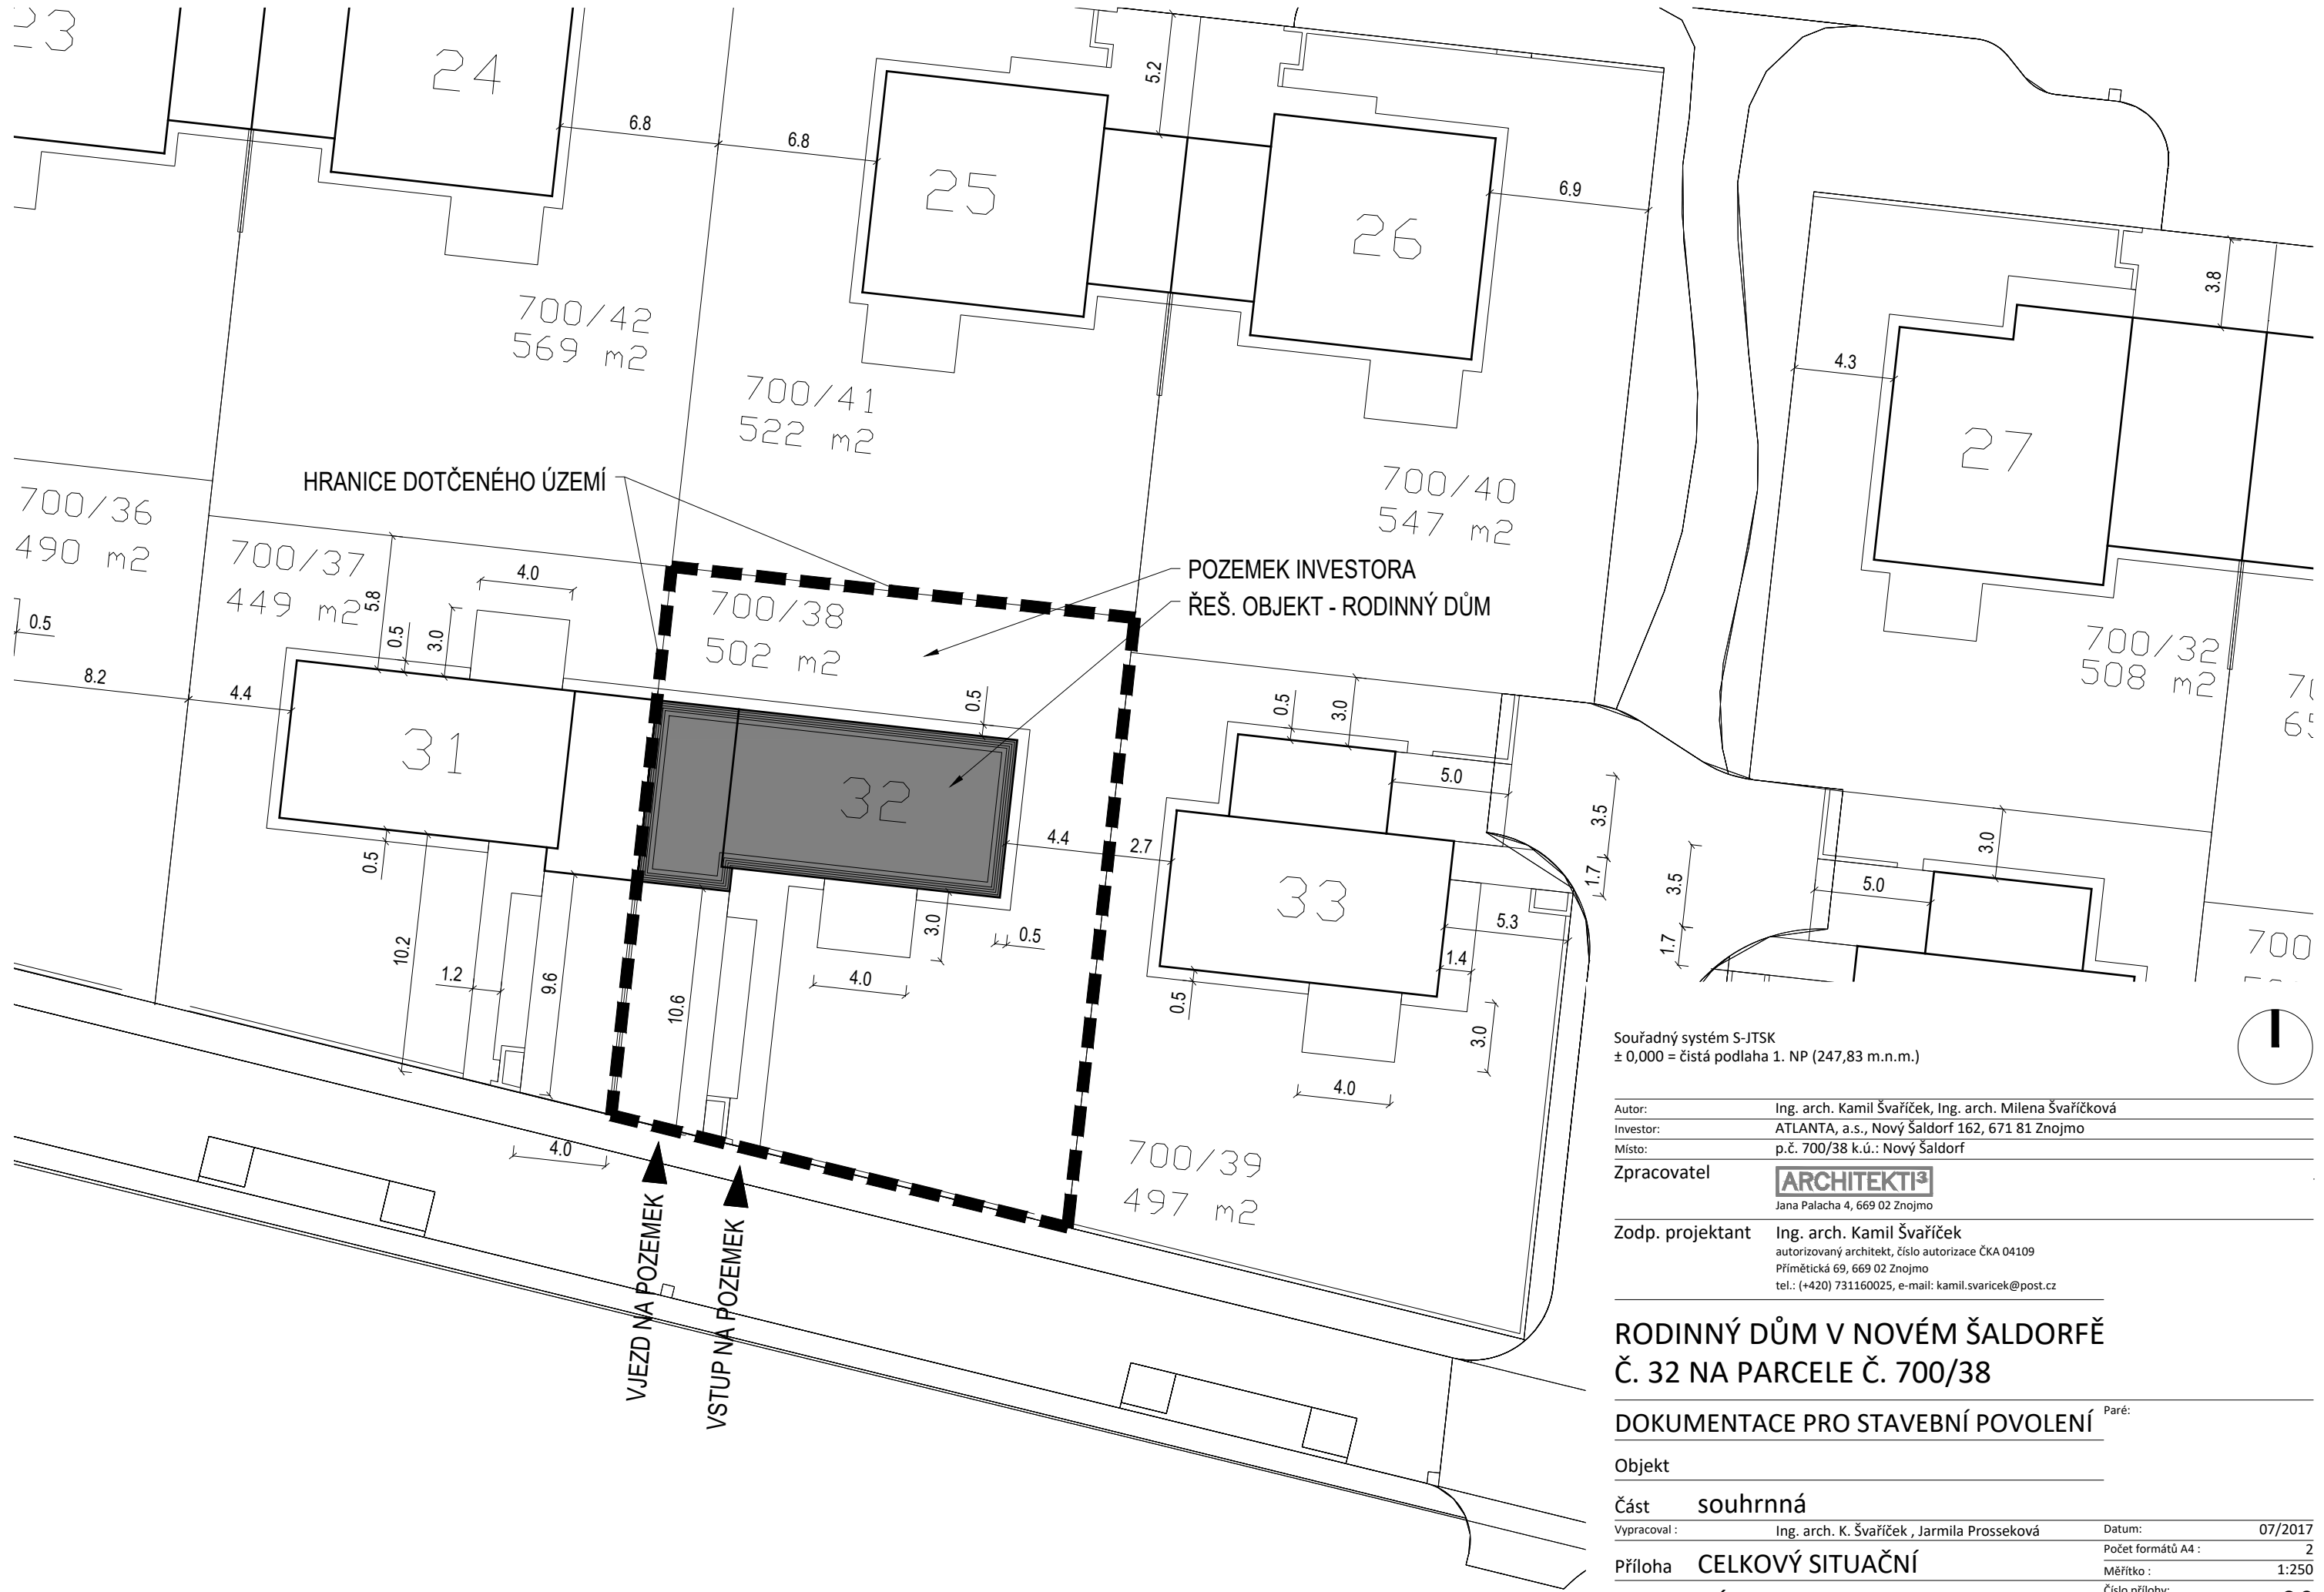 23
24
25
26
27
5.2
6.8
6.8
6.9
3.8
4.3
700/42
569 m2
700/41
522 m2
700/40
547 m2
HRANICE DOTČENÉHO ÚZEMÍ
700/36
490 m2
700/37
449 m2
5.8
4.0
0.5
3.0
0.5
8.2
4.4
700/38
502 m2
POZEMEK INVESTORA
ŘEŠ. OBJEKT - RODINNÝ DŮM
700/32
508 m2
31
32
33
0.5
0.5
3.0
5.0
3.5
1.7
4.4
2.7
3.5
1.7
3.0
5.0
0.5
10.2
1.2
9.6
10.6
3.0
0.5
4.0
5.3
1.4
0.5
3.0
4.0
700
4.0
700/39
497 m2
VJEZD NA POZEMEK
VSTUP NA POZEMEK
Souřadný systém S-JTSK
± 0,000 = čistá podlaha 1. NP (247,83 m.n.m.)
Autor: Ing. arch. Kamil Švaříček, Ing. arch. Milena Švaříčková
Investor: ATLANTA, a.s., Nový Šaldorf 162, 671 81 Znojmo
Místo: p.č. 700/38 k.ú.: Nový Šaldorf
Zpracovatel ARCHITEKTI³
Jana Palacha 4, 669 02 Znojmo
Zodp. projektant Ing. arch. Kamil Švaříček
autorizovaný architekt, číslo autorizace ČKA 04109
Přímětická 69, 669 02 Znojmo
tel.: (+420) 731160025, e-mail: kamil.svaricek@post.cz
RODINNÝ DŮM V NOVÉM ŠALDORFĚ
Č. 32 NA PARCELE Č. 700/38
DOKUMENTACE PRO STAVEBNÍ POVOLENÍ Paré:
Objekt
Část souhrnná
Vypracoval : Ing. arch. K. Švaříček , Jarmila Prosseková Datum: 07/2017
Počet formátů A4 : 2
Příloha CELKOVÝ SITUAČNÍ Měřítko : 1:250
Číslo přílohy: